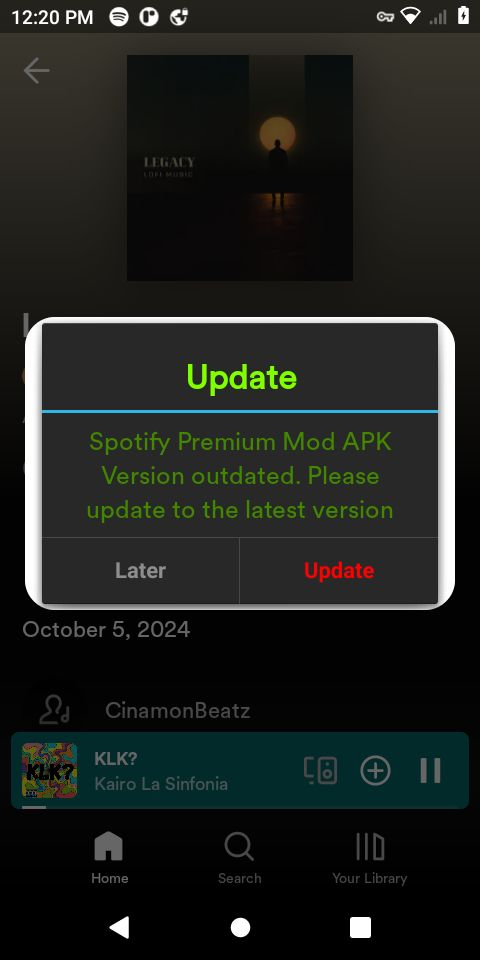 12:20 PM
LEGACY
LOFI MUSIC
Update
Spotify Premium Mod APK
Version outdated. Please
update to the latest version
Later
Update
October 5, 2024
CinamonBeatz
KLK?
KLK?
Kairo La Sinfonia
Home
Search
Your Library